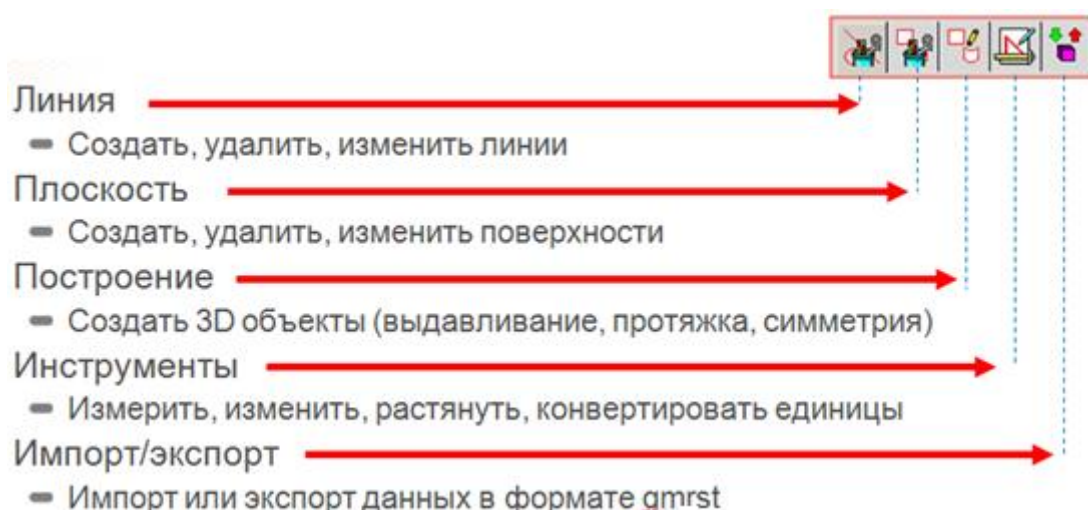 Линия
Создать, удалить, изменить линии
Плоскость
Создать, удалить, изменить поверхности
Построение
Создать 3D объекты (выдавливание, протяжка, симметрия)
Инструменты
Измерить, изменить, растянуть, конвертировать единицы
Импорт/экспорт
Импорт или экспорт данных в формате gmrst